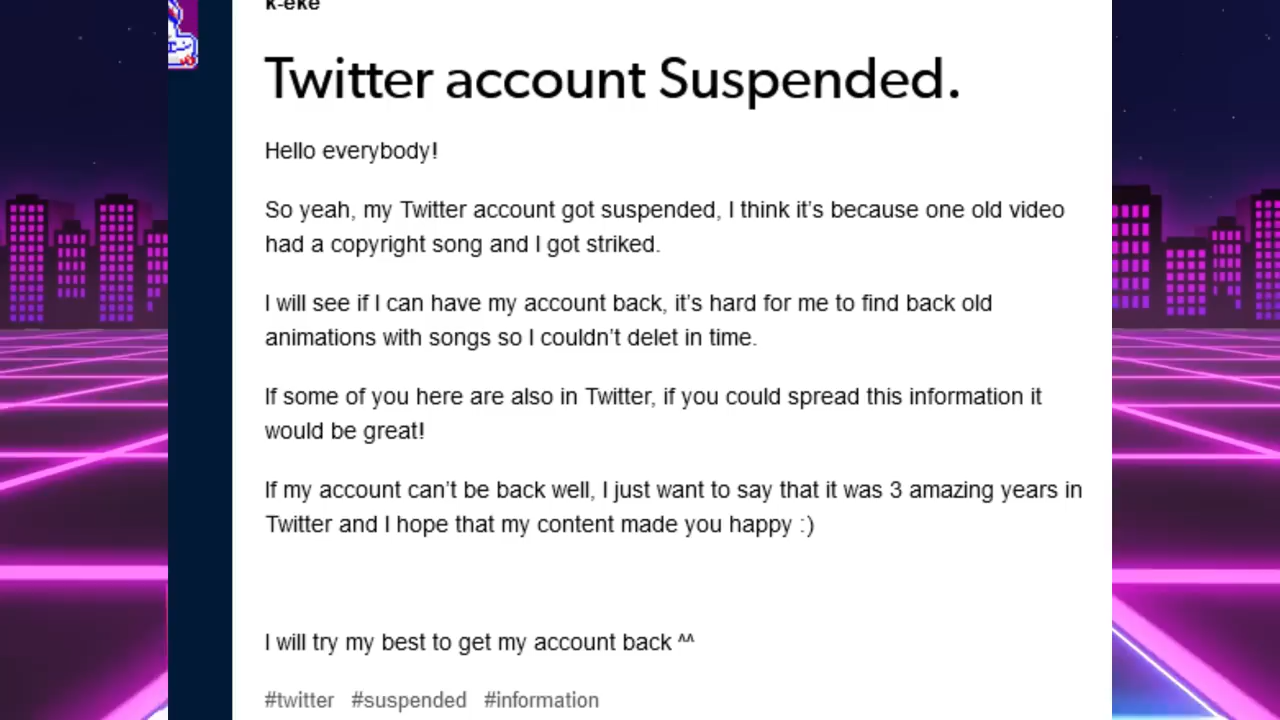 k-eke
Twitter account Suspended.
Hello everybody!
So yeah, my Twitter account got suspended, I think it's because one old video
had a copyright song and I got striked.
I will see if I can have my account back, it's hard for me to find back old
animations with songs so I couldn't delet in time.
If some of you here are also in Twitter, if you could spread this information it
would be great!
If my account can't be back well, I just want to say that it was 3 amazing years in
Twitter and I hope that my content made you happy :)
I will try my best to get my account back ^^
#twitter #suspended #information